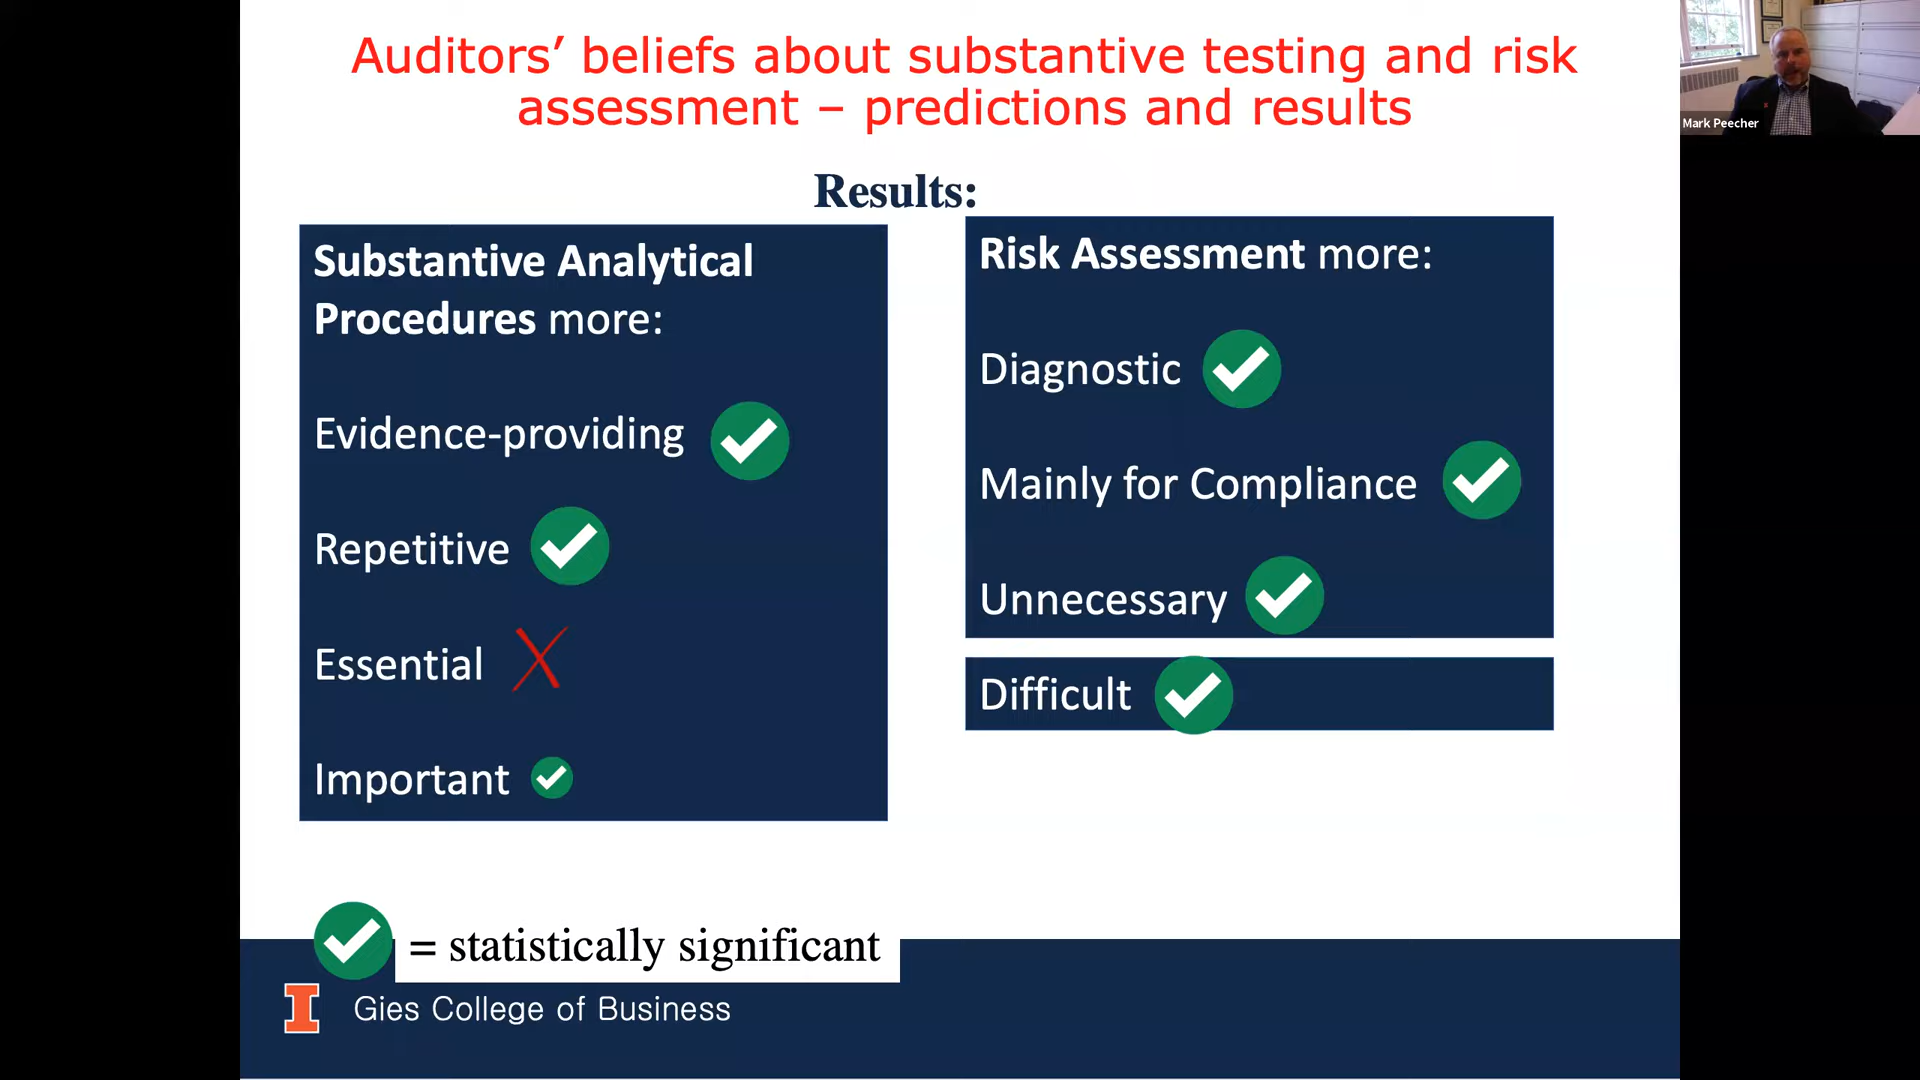 Auditors’ beliefs about substantive testing and risk
assessment – predictions and results
Mark Peecher
Results:
Substantive Analytical
Procedures more:
Evidence-providing
Repetitive
Essential
Important
Risk Assessment more:
Diagnostic
Mainly for Compliance
Unnecessary
Difficult
= statistically significant
I Gies College of Business